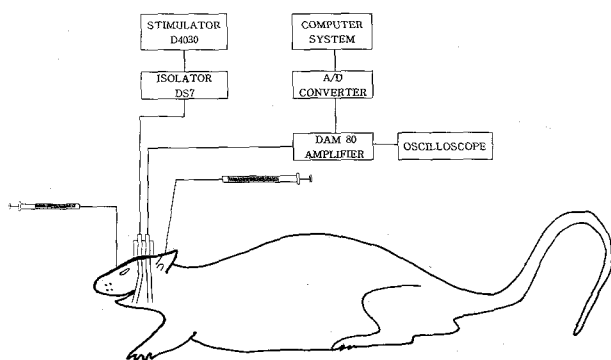 STIMULATOR
D4030
COMPUTER
SYSTEM
ISOLATOR
DS7
A/D
CONVERTER
DAM 80
AMPLIFIER
OSCILLOSCOPE